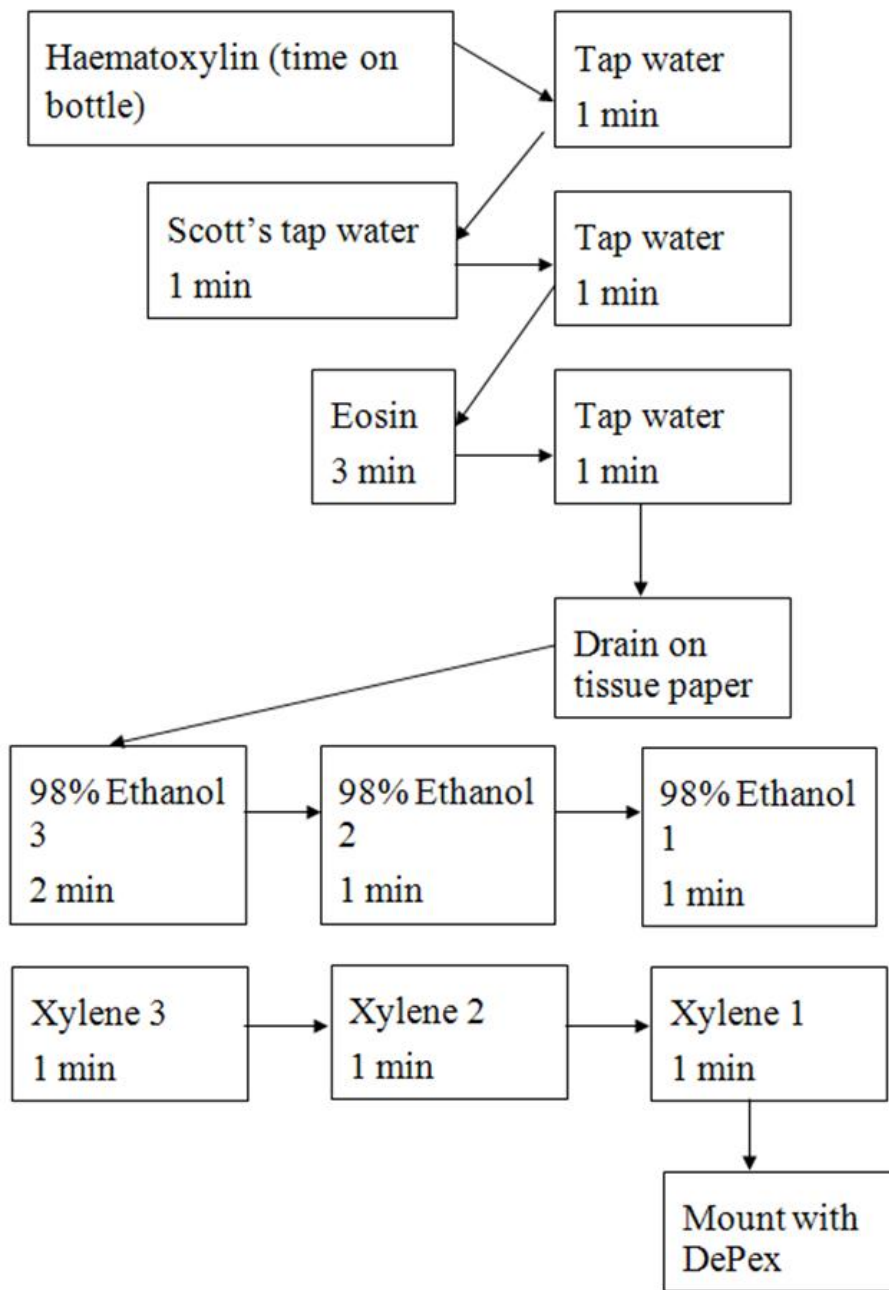 Haematoxylin (time on
bottle)
Tap water
1 min
Scott’s tap water
1 min
Tap water
1 min
Eosin
3 min
Tap water
1 min
Drain on
tissue paper
98% Ethanol
3
2 min
98% Ethanol
2
1 min
98% Ethanol
1
1 min
Xylene 3
1 min
Xylene 2
1 min
Xylene 1
1 min
Mount with
DePex